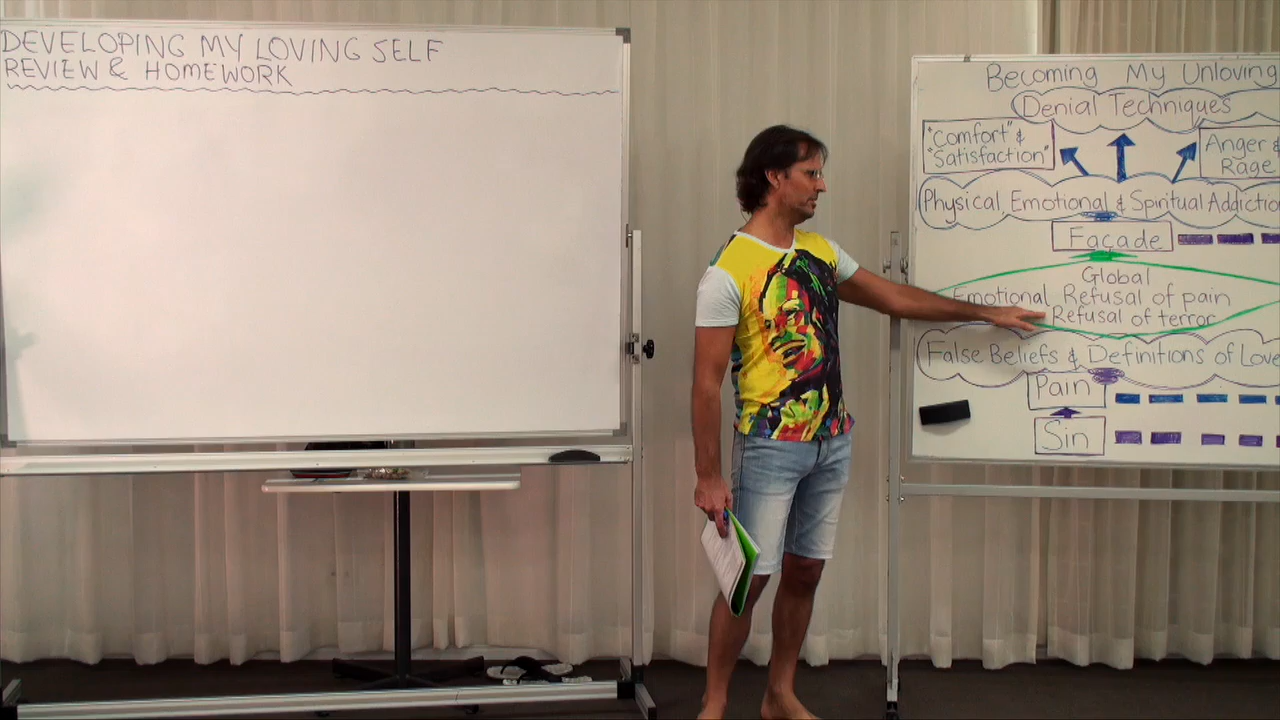 DEVELOPING MY LOVING SELF
REVIEW & HOMEWORK
Becoming My Unloving
Denial Techniques
"Comfort" &
"Satisfaction"
Anger &
Rage
Physical, Emotional & Spiritual Addictio
Façade
Global
Emotional Refusal of pain
Refusal of terror
False Beliefs & Definitions of Love
Pain
Sin